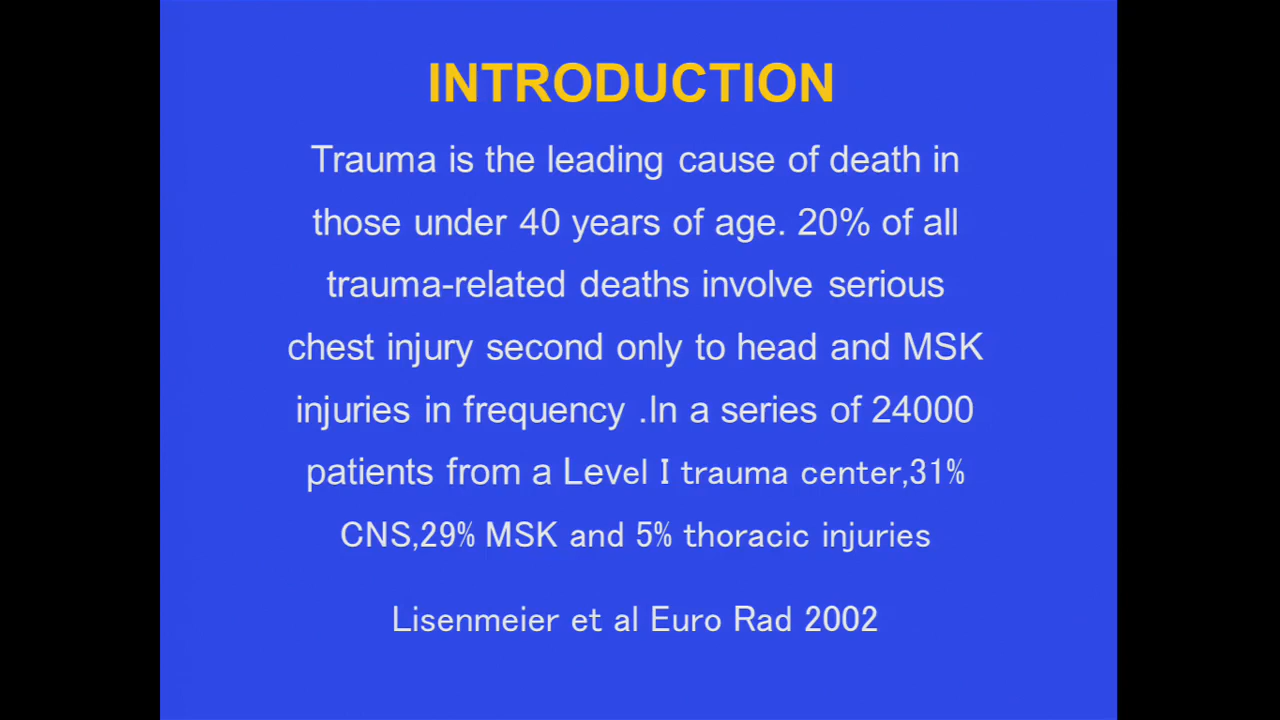 INTRODUCTION
Trauma is the leading cause of death in
those under 40 years of age. 20% of all
trauma-related deaths involve serious
chest injury second only to head and MSK
injuries in frequency .In a series of 24000
patients from a Level I trauma center,31%
CNS,29% MSK and 5% thoracic injuries
Lisenmeier et al Euro Rad 2002